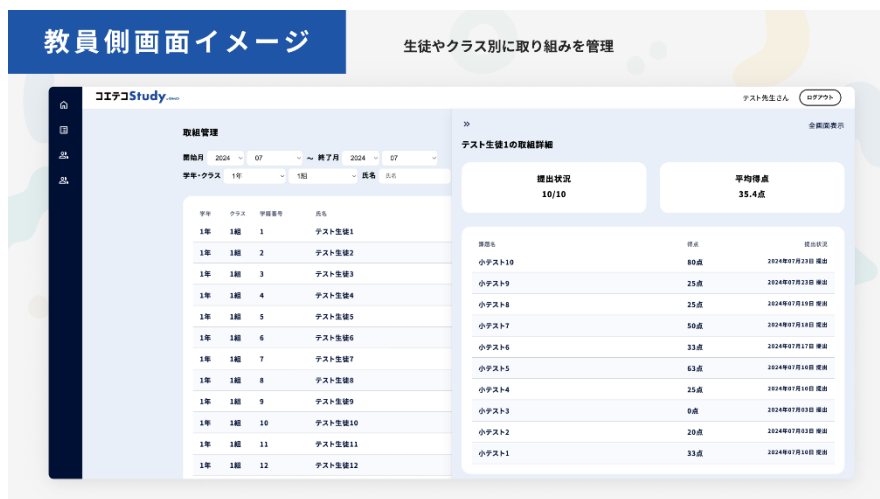 教員側画面イメージ
生徒やクラス別に取り組みを管理
コエテコStudy
テスト先生さん ログアウト
取組管理
開始月 2024 07 ～ 終了月 2024 07
学年・クラス 1年 1組 氏名 氏名
学年 クラス 学籍番号 氏名
1年 1組 1 テスト生徒1
1年 1組 2 テスト生徒2
1年 1組 3 テスト生徒3
1年 1組 4 テスト生徒4
1年 1組 5 テスト生徒5
1年 1組 6 テスト生徒6
1年 1組 7 テスト生徒7
1年 1組 8 テスト生徒8
1年 1組 9 テスト生徒9
1年 1組 10 テスト生徒10
1年 1組 11 テスト生徒11
1年 1組 12 テスト生徒12
» 全画面表示
テスト生徒1の取組詳細
提出状況
10/10
平均得点
35.4点
課題名 得点 提出状況
小テスト10 80点 2024年07月23日 提出
小テスト9 25点 2024年07月23日 提出
小テスト8 25点 2024年07月19日 提出
小テスト7 50点 2024年07月18日 提出
小テスト6 33点 2024年07月17日 提出
小テスト5 63点 2024年07月10日 提出
小テスト4 25点 2024年07月10日 提出
小テスト3 0点 2024年07月03日 提出
小テスト2 20点 2024年07月03日 提出
小テスト1 33点 2024年07月10日 提出